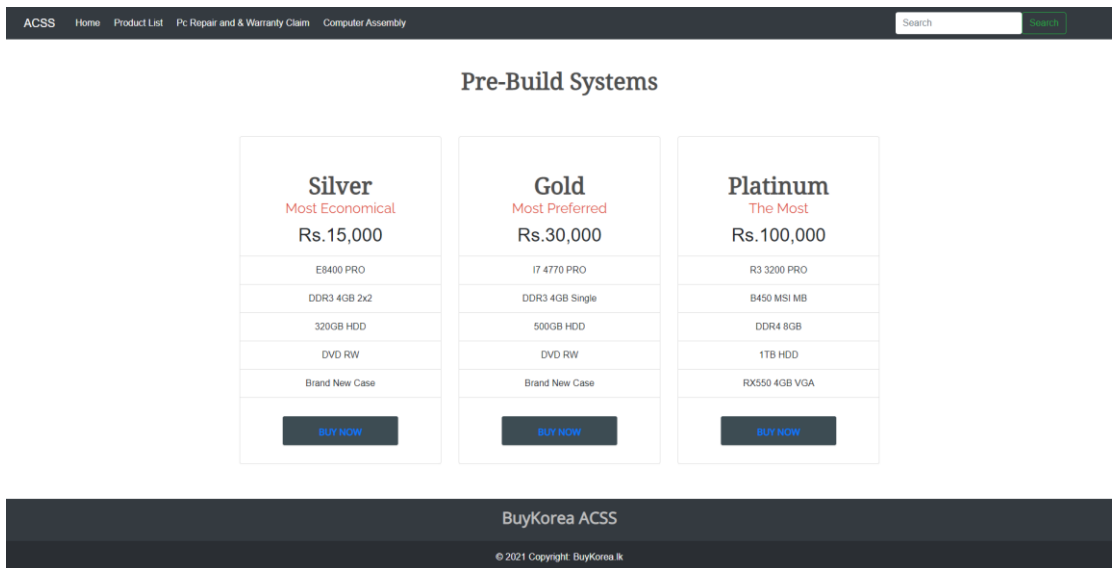 ACSS Home Product List Pc Repair and & Warranty Claim Computer Assembly Search Search
Pre-Build Systems
Silver
Most Economical
Rs.15,000
E8400 PRO
DDR3 4GB 2x2
320GB HDD
DVD RW
Brand New Case
BUY NOW
Gold
Most Preferred
Rs.30,000
I7 4770 PRO
DDR3 4GB Single
500GB HDD
DVD RW
Brand New Case
BUY NOW
Platinum
The Most
Rs.100,000
R3 3200 PRO
B450 MSI MB
DDR4 8GB
1TB HDD
RX550 4GB VGA
BUY NOW
BuyKorea ACSS
© 2021 Copyright: BuyKorea.lk